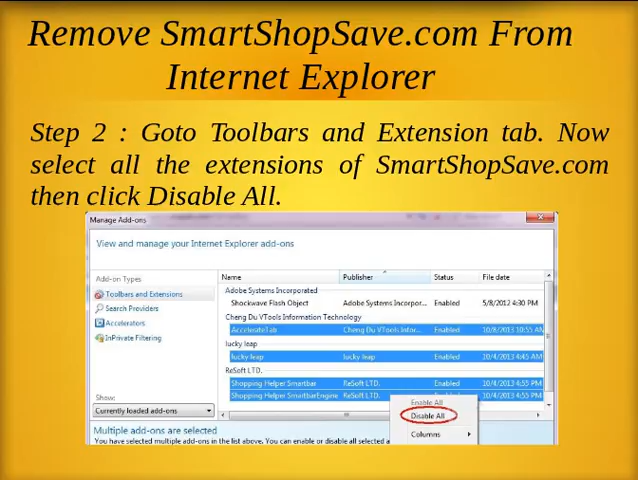 Remove SmartShopSave.com From
Internet Explorer
Step 2 : Goto Toolbars and Extension tab. Now
select all the extensions of SmartShopSave.com
then click Disable All.
Manage Add-ons
View and manage your Internet Explorer add-ons
Add-on Types
Toolbars and Extensions
Search Providers
Accelerators
InPrivate Filtering
Show:
Currently loaded add-ons
Name Publisher Status File date
Adobe Systems Incorporated
Shockwave Flash Object Adobe Systems Incorpor... Enabled 5/8/2012 4:30 PM
Cheng Du VTools Information Technology
AccelerateTab Cheng Du VTools Infor... Enabled 10/8/2013 10:55 AM
lucky leap
lucky leap lucky leap Enabled 10/4/2013 4:45 AM
ReSoft LTD.
Shopping Helper Smartbar ReSoft LTD. Enabled 10/4/2013 4:55 PM
Shopping Helper SmartbarEngine ReSoft LTD. Enabled 10/4/2013 4:55 PM
Enable All
Disable All
Columns
Multiple add-ons are selected
You have selected multiple add-ons in the list above. You can enable or disable all selected a